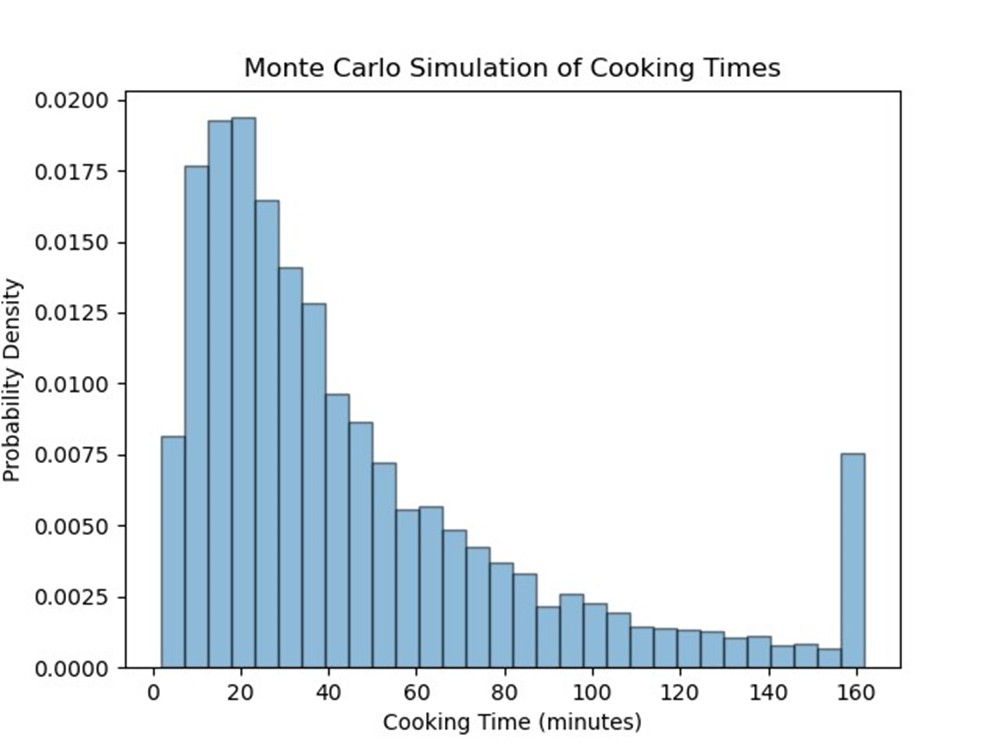 Monte Carlo Simulation of Cooking Times
0.0200
0.0175
0.0150
0.0125
0.0100
0.0075
0.0050
0.0025
0.0000
Probability Density
0 20 40 60 80 100 120 140 160
Cooking Time (minutes)